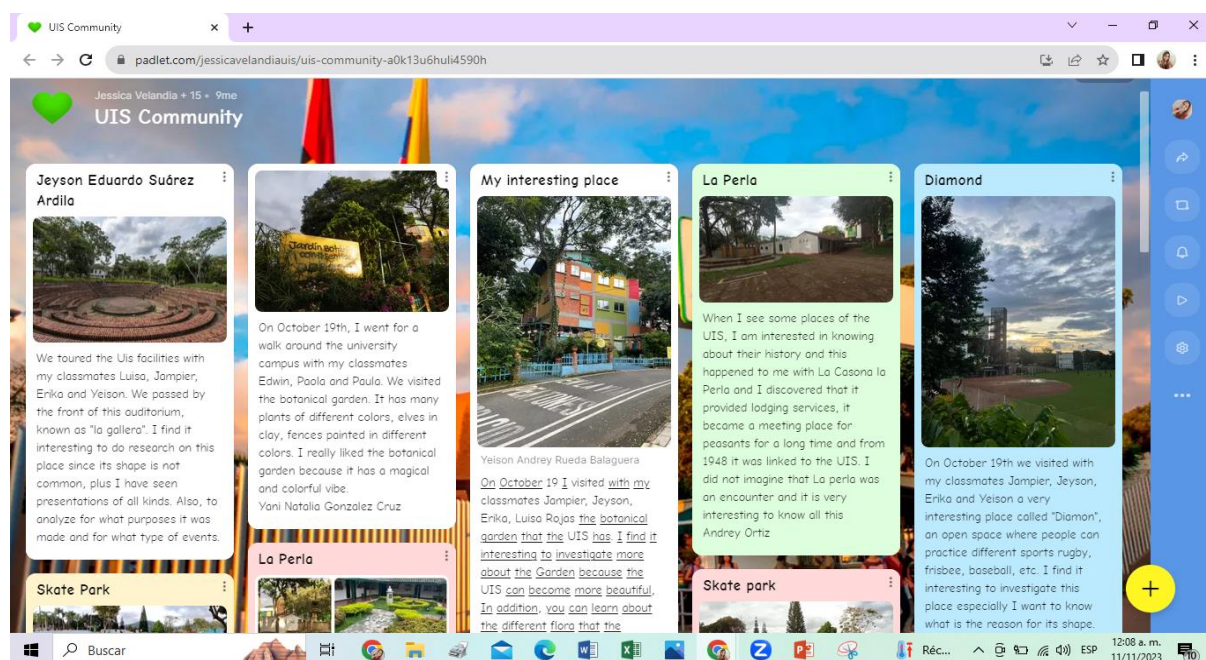 UIS Community
padlet.com/jessicavelandiauis/uis-community-a0k13u6huli4590h
Jessica Velandia + 15 • 9me
UIS Community
Jeyson Eduardo Suárez
Ardila
We toured the Uis facilities with
my classmates Luisa, Jampier,
Erika and Yeison. We passed by
the front of this auditorium,
known as "la gallera". I find it
interesting to do research on this
place since its shape is not
common, plus I have seen
presentations of all kinds. Also, to
analyze for what purposes it was
made and for what type of events.
Skate Park
On October 19th, I went for a
walk around the university
campus with my classmates
Edwin, Paola and Paula. We visited
the botanical garden. It has many
plants of different colors, elves in
clay, fences painted in different
colors. I really liked the botanical
garden because it has a magical
and colorful vibe.
Yani Natalia Gonzalez Cruz
La Perla
My interesting place
Yeison Andrey Rueda Balaguera
On October 19 I visited with my
classmates Jampier, Jeyson,
Erika, Luisa Rojas the botanical
garden that the UIS has. I find it
interesting to investigate more
about the Garden because the
UIS can become more beautiful,
In addition, you can learn about
the different flora that the
La Perla
When I see some places of the
UIS, I am interested in knowing
about their history and this
happened to me with La Casona la
Perla and I discovered that it
provided lodging services, it
became a meeting place for
peasants for a long time and from
1948 it was linked to the UIS. I
did not imagine that La perla was
an encounter and it is very
interesting to know all this
Andrey Ortiz
Skate park
Diamond
On October 19th we visited with my
classmates Jampier, Jeyson,
Erika and Yeison a very
interesting place called "Diamon",
an open space where people can
practice different sports rugby,
frisbee, baseball, etc. I find it
interesting to investigate this
place especially I want to know
what is the reason for its shape.
Buscar
Réc...
ESP
12:08 a. m.
11/11/2023